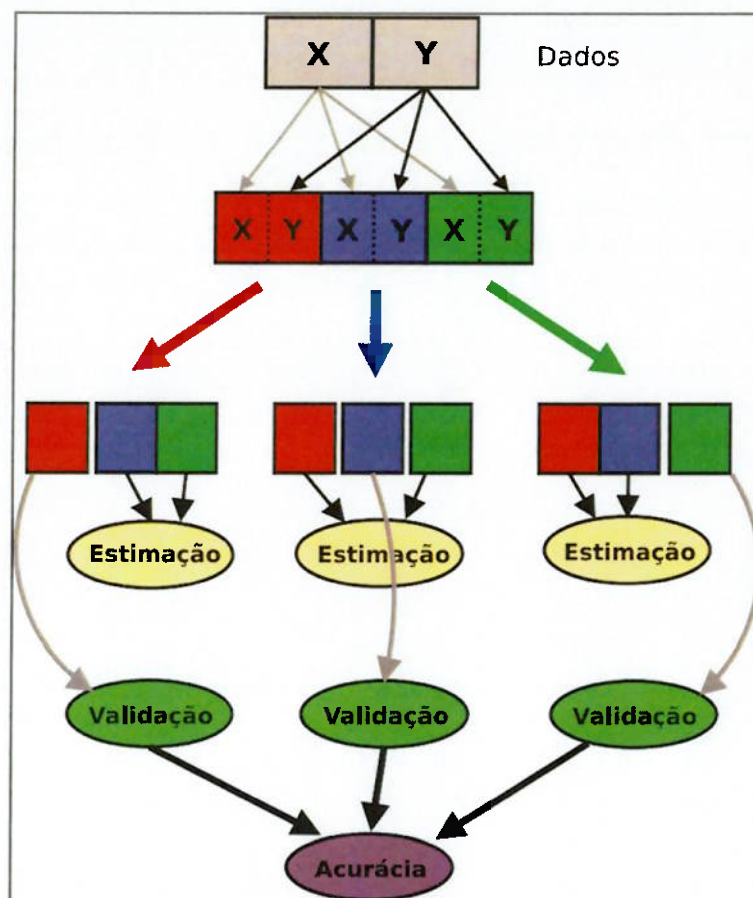 X Y Dados
X Y X Y X Y
Estimação Estimação Estimação
Validação Validação Validação
Acurácia